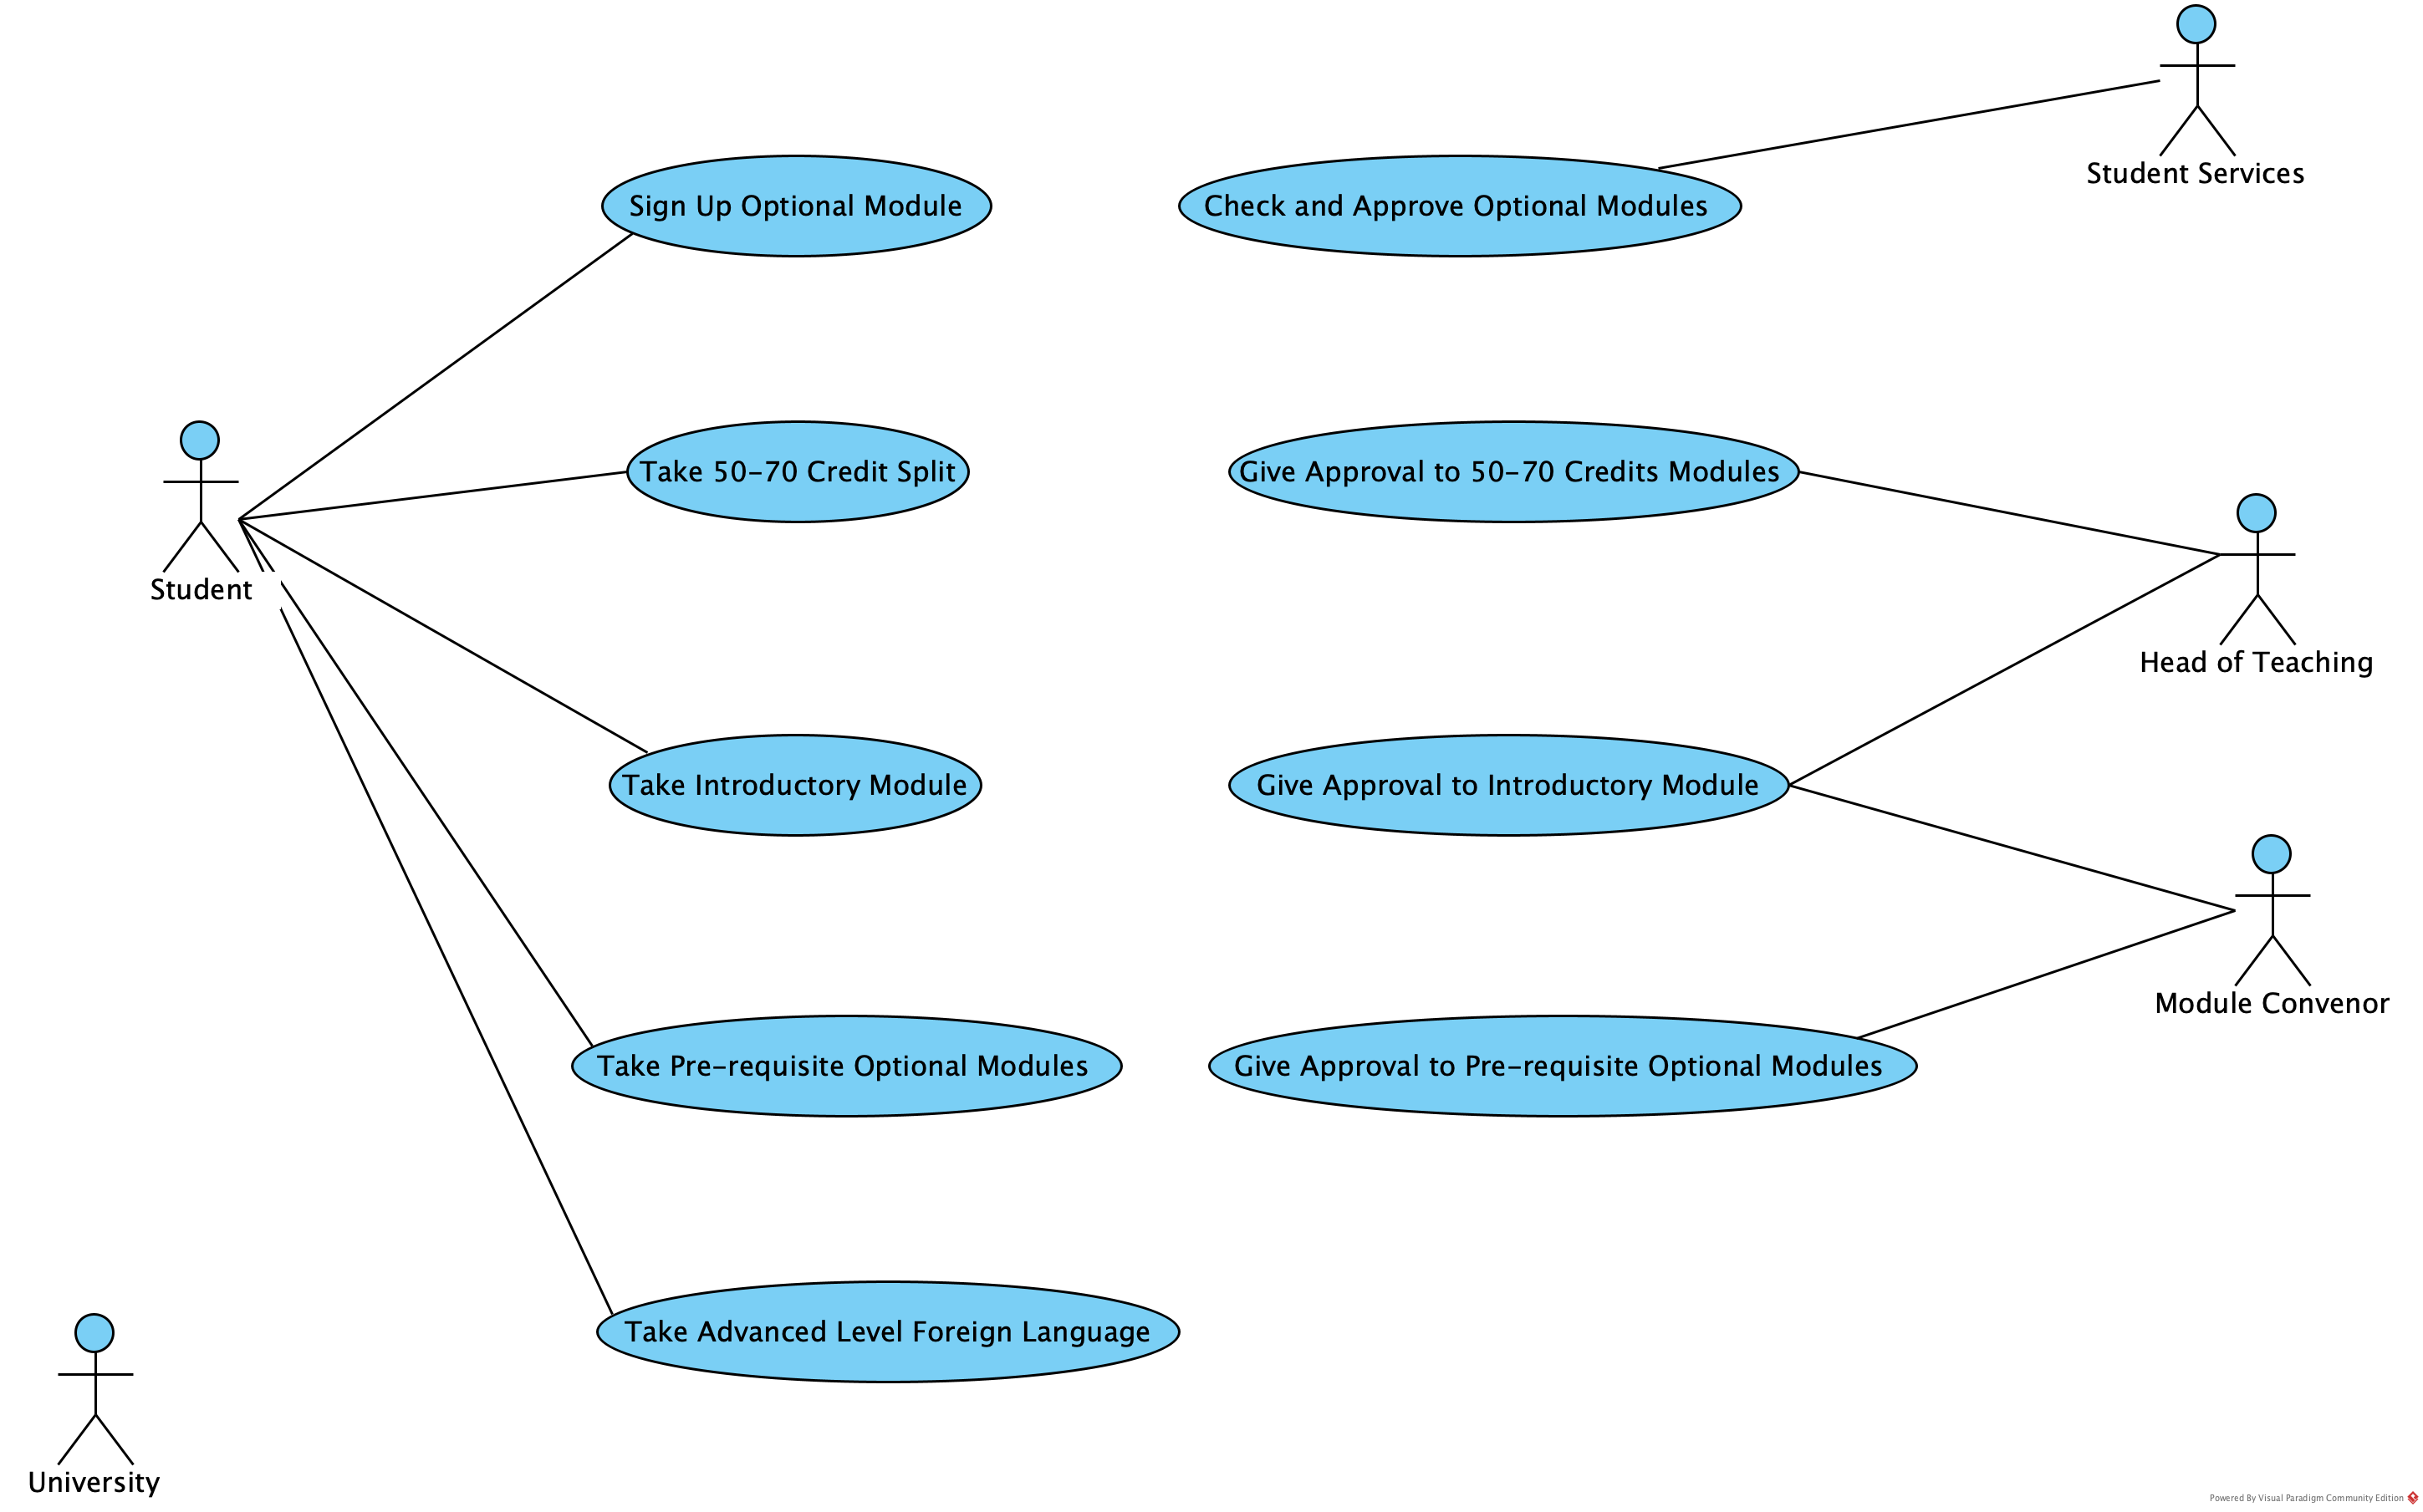 Student Services
Sign Up Optional Module
Check and Approve Optional Modules
Take 50-70 Credit Split
Give Approval to 50-70 Credits Modules
Student
Head of Teaching
Take Introductory Module
Give Approval to Introductory Module
Module Convenor
Take Pre-requisite Optional Modules
Give Approval to Pre-requisite Optional Modules
Take Advanced Level Foreign Language
University
Powered By Visual Paradigm Community Edition